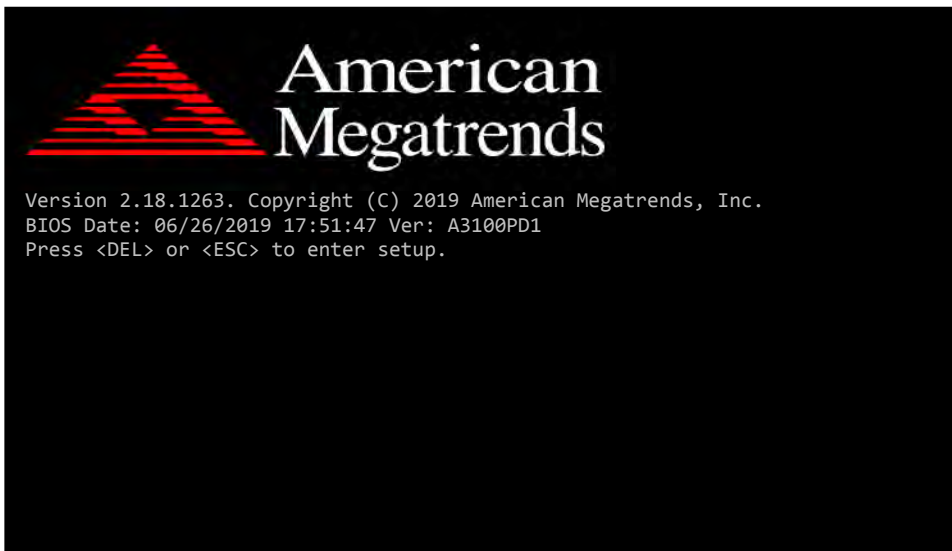 American
Megatrends
Version 2.18.1263. Copyright (C) 2019 American Megatrends, Inc.
BIOS Date: 06/26/2019 17:51:47 Ver: A3100PD1
Press <DEL> or <ESC> to enter setup.